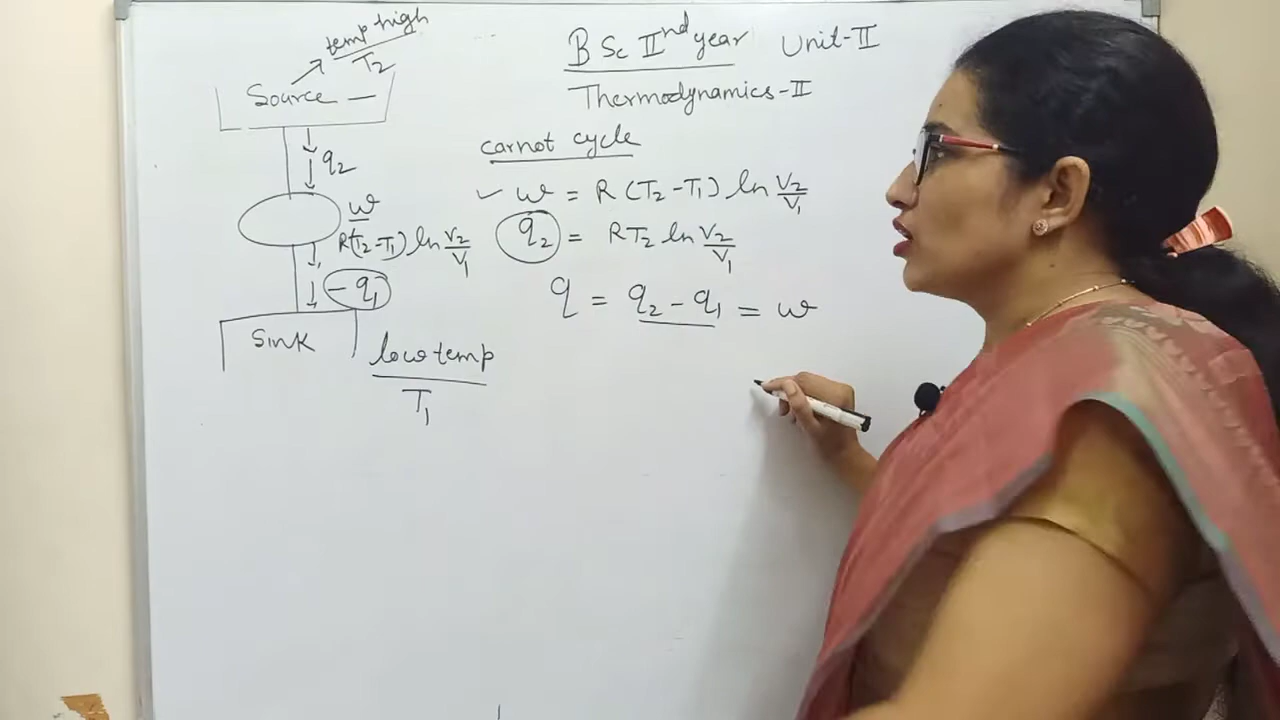 B Sc IInd year Unit-II
Thermodynamics-II
carnot cycle
✓ w = R (T2-T1) ln V2/V1
q2 = RT2 ln V2/V1
q = q2 - q1 = w
temp high
T2
Source —
q2
w
R(T2-T1) ln V2/V1
- q1
Sink
low temp
T1